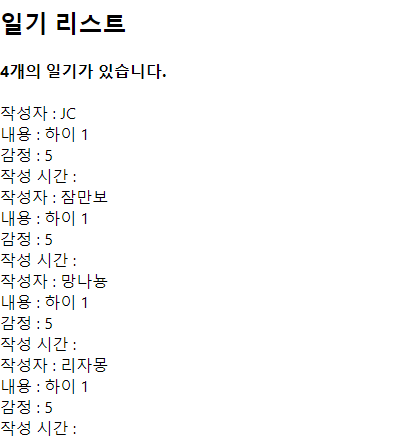 일기 리스트
4개의 일기가 있습니다.
작성자 : JC
내용 : 하이 1
감정 : 5
작성 시간 :
작성자 : 잠만보
내용 : 하이 1
감정 : 5
작성 시간 :
작성자 : 망나뇽
내용 : 하이 1
감정 : 5
작성 시간 :
작성자 : 리자몽
내용 : 하이 1
감정 : 5
작성 시간 :